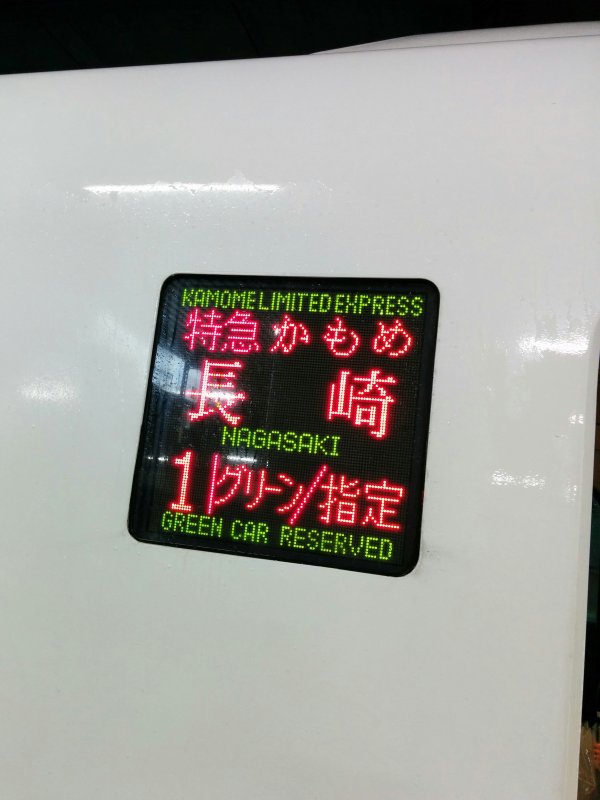 KAMOME LIMITED EXPRESS
特急かもめ
長崎
NAGASAKI
1|グリーン/指定
GREEN CAR RESERVED